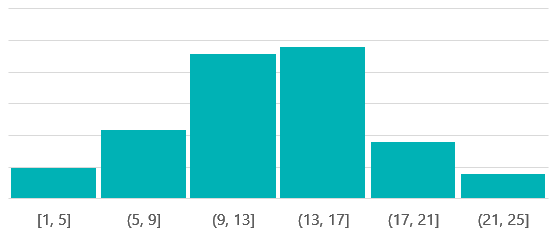 [1, 5] (5, 9] (9, 13] (13, 17] (17, 21] (21, 25]